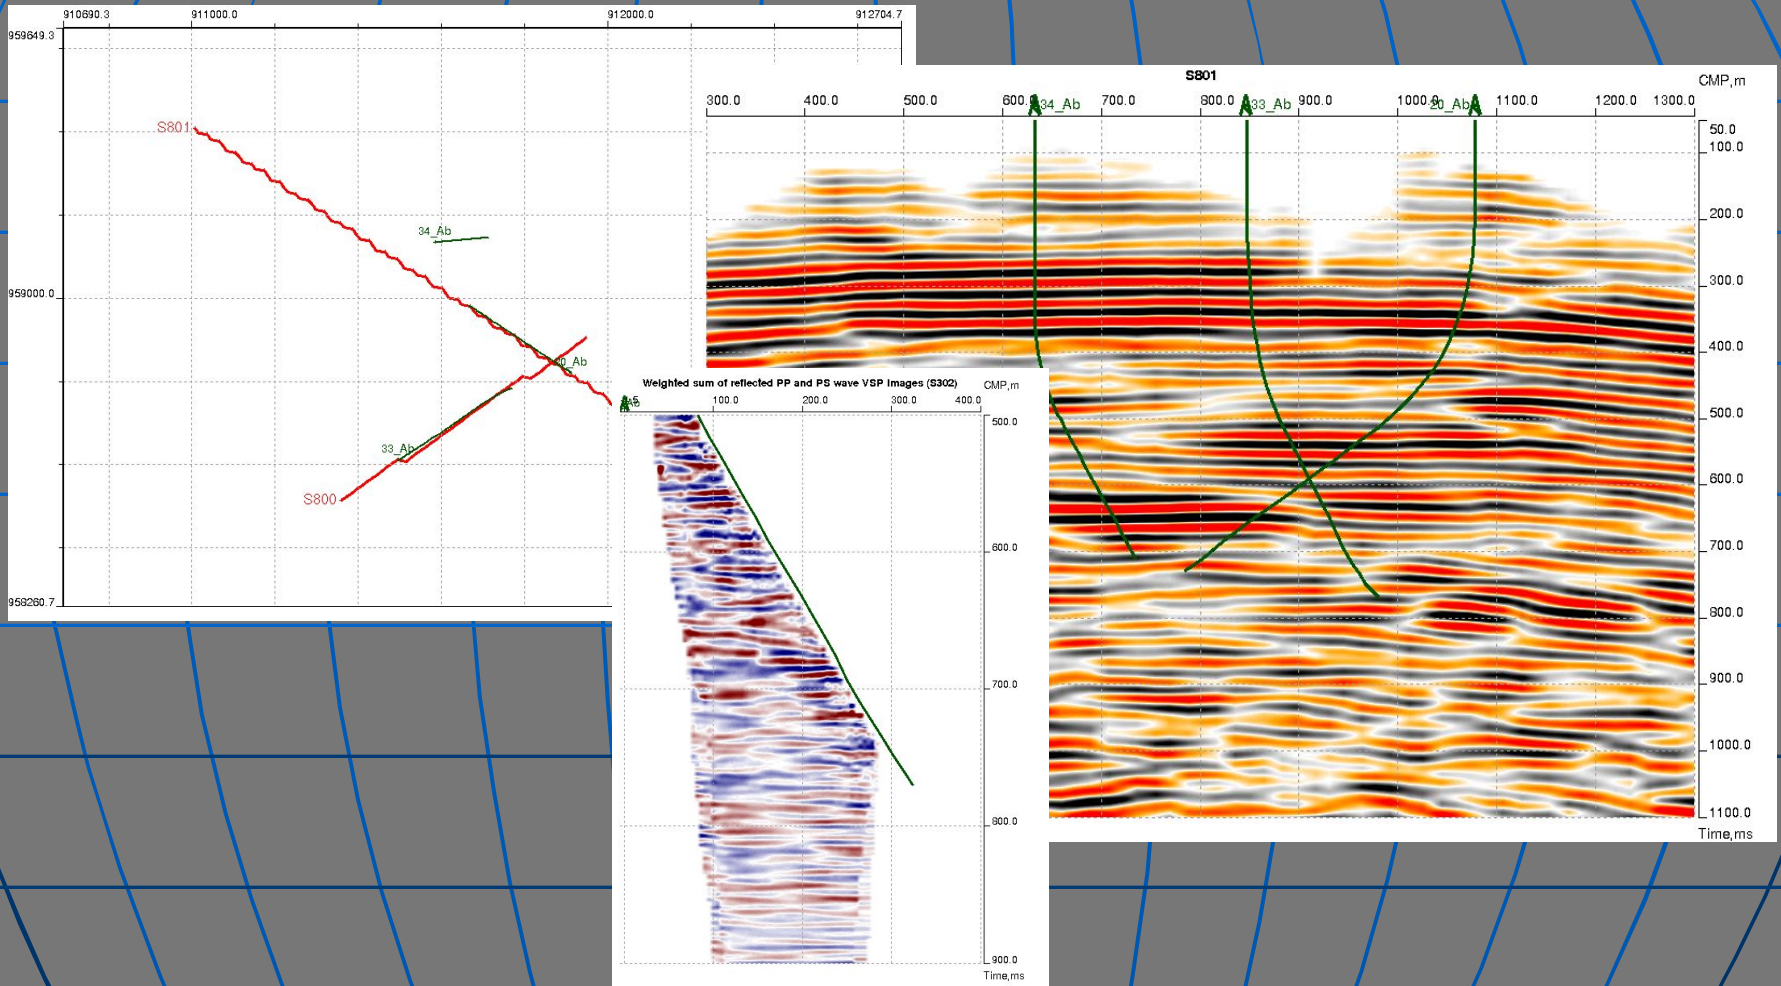 910690.3 911000.0 912000.0 912704.7
959649.3
S801
34_Ab
959000.0
20_Ab
33_Ab
S800
958260.7
S801
CMP,m
300.0 400.0 500.0 600.0 34_Ab 700.0 800.0 33_Ab 900.0 1000.0 20_Ab 1100.0 1200.0 1300.0
50.0
100.0
200.0
300.0
400.0
500.0
600.0
700.0
800.0
900.0
1000.0
1100.0
Time,ms
Weighted sum of reflected PP and PS wave VSP images (S302)
CMP,m
100.0 200.0 300.0 400.0
500.0
600.0
700.0
800.0
900.0
Time,ms